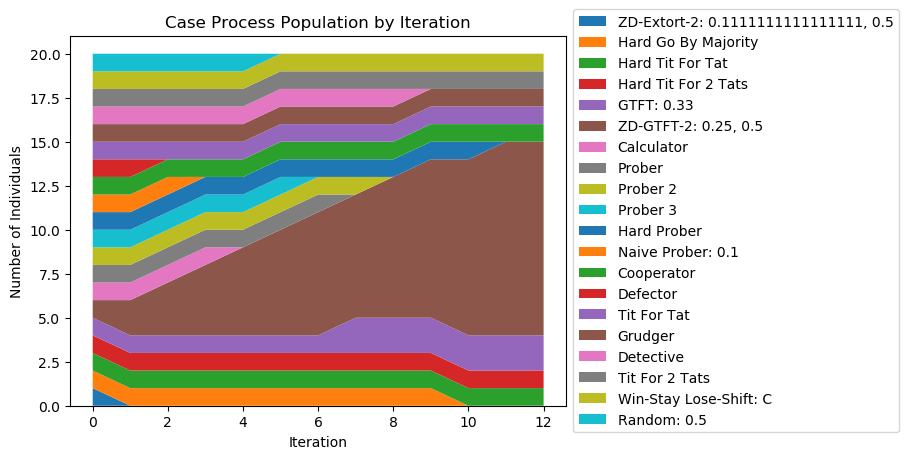 Case Process Population by Iteration
Number of Individuals
20.0
17.5
15.0
12.5
10.0
7.5
5.0
2.5
0.0
0 2 4 6 8 10 12
Iteration
ZD-Extort-2: 0.1111111111111111, 0.5
Hard Go By Majority
Hard Tit For Tat
Hard Tit For 2 Tats
GTFT: 0.33
ZD-GTFT-2: 0.25, 0.5
Calculator
Prober
Prober 2
Prober 3
Hard Prober
Naive Prober: 0.1
Cooperator
Defector
Tit For Tat
Grudger
Detective
Tit For 2 Tats
Win-Stay Lose-Shift: C
Random: 0.5